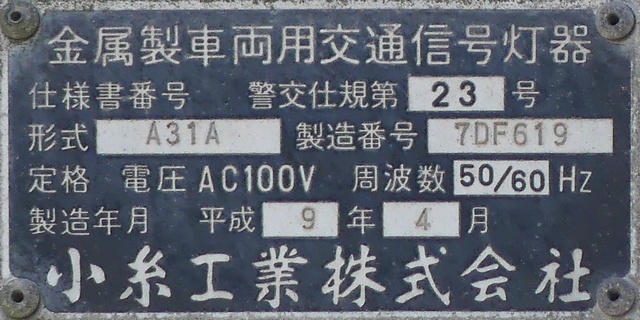 金属製車両用交通信号灯器
仕様書番号 警交仕規第 23 号
形式 A31A 製造番号 7DF619
定格 電圧 AC100V 周波数 50/60 Hz
製造年月 平成 9 年 4 月
小糸工業株式会社